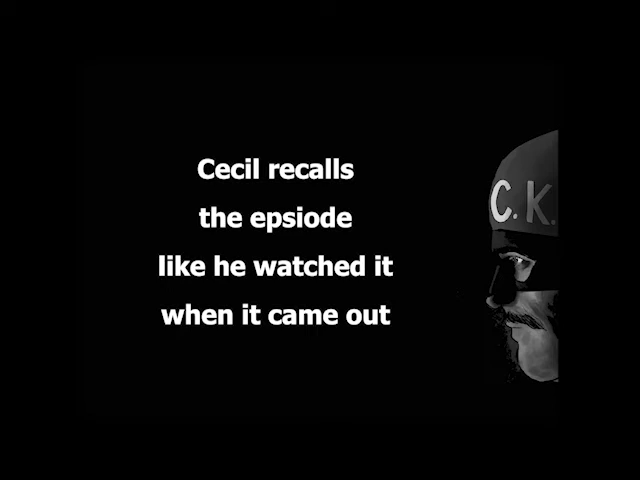 Cecil recalls
the epsiode
like he watched it
when it came out
C. K.